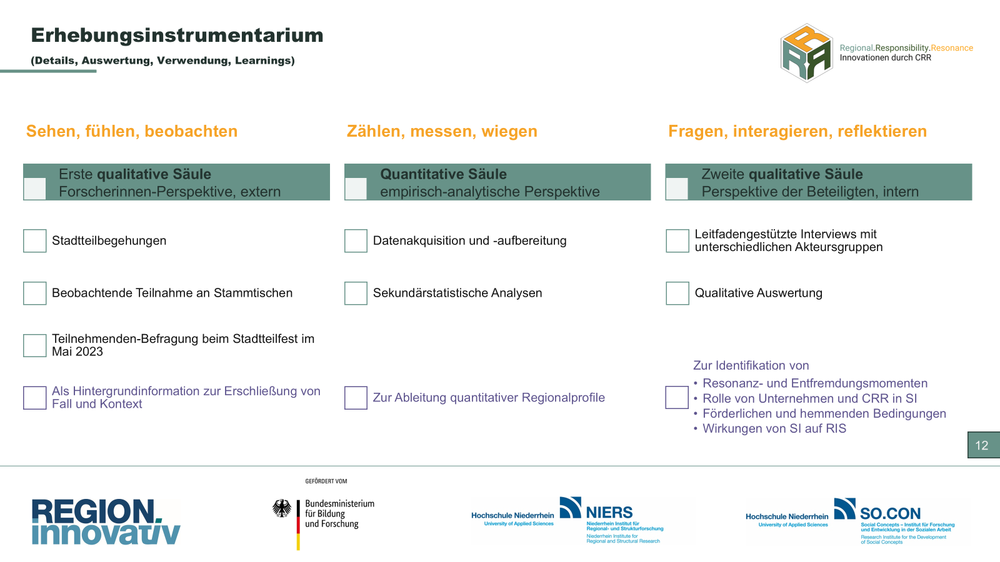 Erhebungsinstrumentarium
(Details, Auswertung, Verwendung, Learnings)
Regional.Responsibility.Resonance
Innovationen durch CRR
Sehen, fühlen, beobachten
Erste qualitative Säule
Forscherinnen-Perspektive, extern
Stadtteilbegehungen
Beobachtende Teilnahme an Stammtischen
Teilnehmenden-Befragung beim Stadtteilfest im
Mai 2023
Als Hintergrundinformation zur Erschließung von
Fall und Kontext
Zählen, messen, wiegen
Quantitative Säule
empirisch-analytische Perspektive
Datenakquisition und -aufbereitung
Sekundärstatistische Analysen
Zur Ableitung quantitativer Regionalprofile
Fragen, interagieren, reflektieren
Zweite qualitative Säule
Perspektive der Beteiligten, intern
Leitfadengestützte Interviews mit
unterschiedlichen Akteursgruppen
Qualitative Auswertung
Zur Identifikation von
• Resonanz- und Entfremdungsmomenten
• Rolle von Unternehmen und CRR in SI
• Förderlichen und hemmenden Bedingungen
• Wirkungen von SI auf RIS
12
REGION.
innovativ
GEFÖRDERT VOM
Bundesministerium
für Bildung
und Forschung
Hochschule Niederrhein
University of Applied Sciences
NIERS
Niederrhein Institut für
Regional- und Strukturforschung
Niederrhein Institute for
Regional and Structural Research
Hochschule Niederrhein
University of Applied Sciences
SO.CON
Social Concepts – Institut für Forschung
und Entwicklung in der Sozialen Arbeit
Research Institute for the Development
of Social Concepts